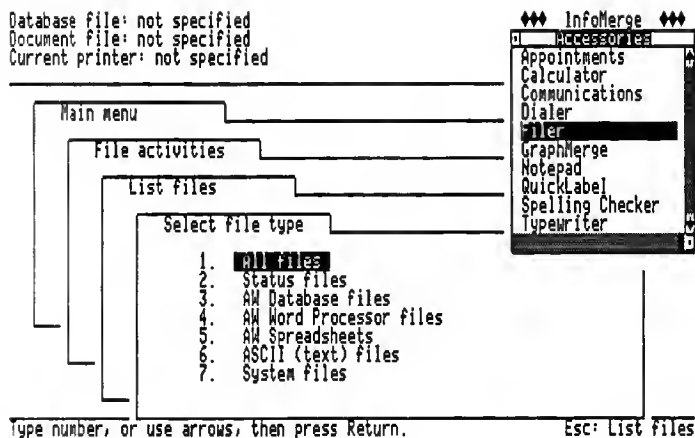 Database file: not specified
Document file: not specified
Current printer: not specified
♦♦♦ InfoMerge ♦♦♦
Accessories
Appointments
Calculator
Communications
Dialer
Filer
GraphMerge
Notepad
QuickLabel
Spelling Checker
Typewriter
Main menu
File activities
List files
Select file type
1. All files
2. Status files
3. AW Database files
4. AW Word Processor files
5. AW Spreadsheets
6. ASCII (text) files
7. System files
Type number, or use arrows, then press Return. Esc: List files